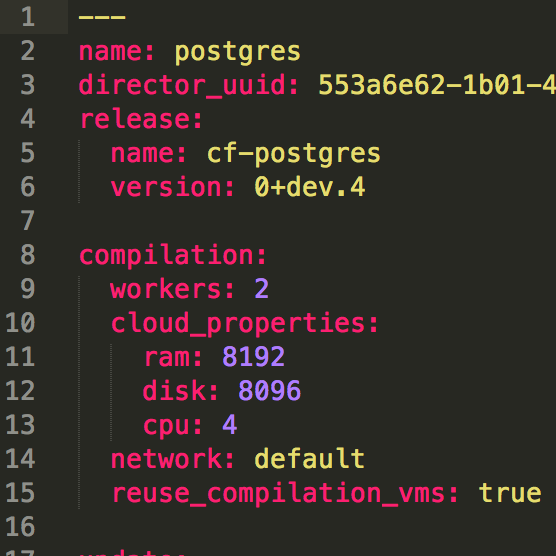 1 ---
2 name: postgres
3 director_uuid: 553a6e62-1b01-4
4 release:
5   name: cf-postgres
6   version: 0+dev.4
7
8 compilation:
9   workers: 2
10   cloud_properties:
11     ram: 8192
12     disk: 8096
13     cpu: 4
14   network: default
15   reuse_compilation_vms: true
16